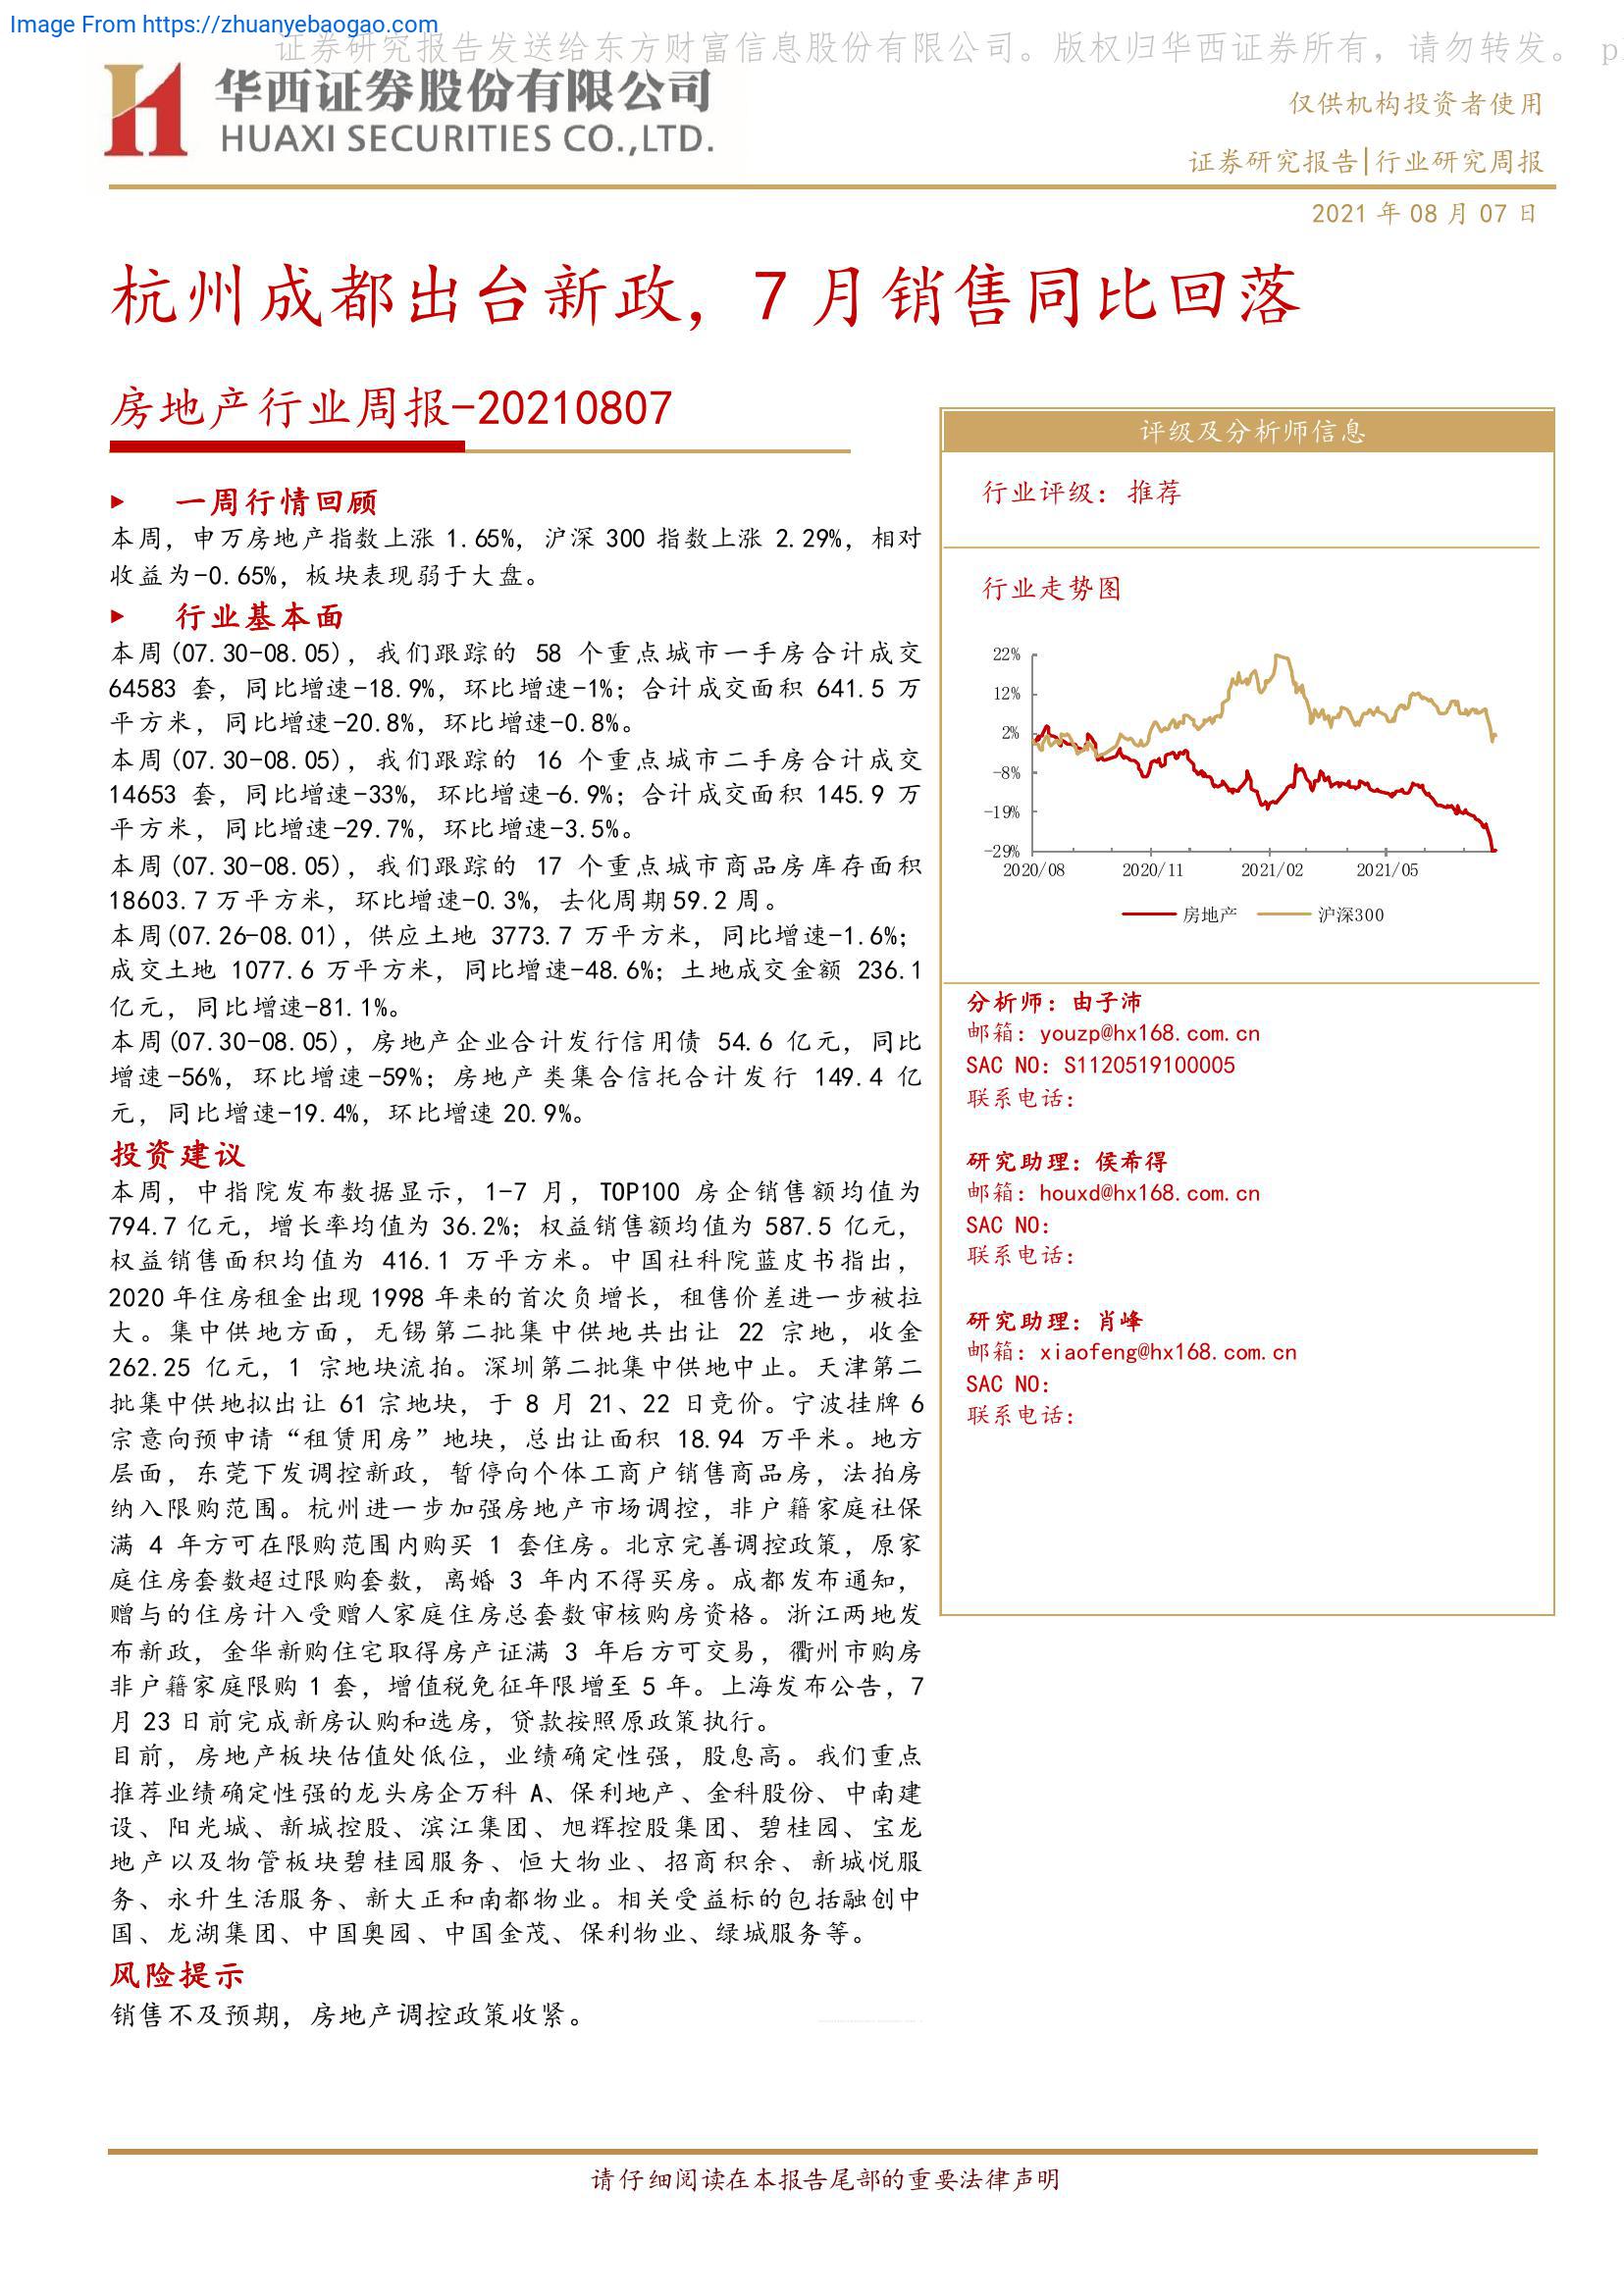 Image From https://zhuanyebaogao.com
证券研究报告发送给东方财富信息股份有限公司。版权归华西证券所有，请勿转发。 p
华西证券股份有限公司
HUAXI SECURITIES CO.,LTD.
仅供机构投资者使用
证券研究报告|行业研究周报
2021 年 08 月 07 日
杭州成都出台新政，7 月销售同比回落
房地产行业周报-20210807
一周行情回顾
本周，申万房地产指数上涨 1.65%，沪深 300 指数上涨 2.29%，相对
收益为-0.65%，板块表现弱于大盘。
行业基本面
本周(07.30-08.05)，我们跟踪的 58 个重点城市一手房合计成交
64583 套，同比增速-18.9%，环比增速-1%；合计成交面积 641.5 万
平方米，同比增速-20.8%，环比增速-0.8%。
本周(07.30-08.05)，我们跟踪的 16 个重点城市二手房合计成交
14653 套，同比增速-33%，环比增速-6.9%；合计成交面积 145.9 万
平方米，同比增速-29.7%，环比增速-3.5%。
本周(07.30-08.05)，我们跟踪的 17 个重点城市商品房库存面积
18603.7 万平方米，环比增速-0.3%，去化周期 59.2 周。
本周(07.26-08.01)，供应土地 3773.7 万平方米，同比增速-1.6%；
成交土地 1077.6 万平方米，同比增速-48.6%；土地成交金额 236.1
亿元，同比增速-81.1%。
本周(07.30-08.05)，房地产企业合计发行信用债 54.6 亿元，同比
增速-56%，环比增速-59%；房地产类集合信托合计发行 149.4 亿
元，同比增速-19.4%，环比增速 20.9%。
投资建议
本周，中指院发布数据显示，1-7 月，TOP100 房企销售额均值为
794.7 亿元，增长率均值为 36.2%；权益销售额均值为 587.5 亿元，
权益销售面积均值为 416.1 万平方米。中国社科院蓝皮书指出，
2020 年住房租金出现 1998 年来的首次负增长，租售价差进一步被拉
大。集中供地方面，无锡第二批集中供地共出让 22 宗地，收金
262.25 亿元，1 宗地块流拍。深圳第二批集中供地中止。天津第二
批集中供地拟出让 61 宗地块，于 8 月 21、22 日竞价。宁波挂牌 6
宗意向预申请“租赁用房”地块，总出让面积 18.94 万平米。地方
层面，东莞下发调控新政，暂停向个体工商户销售商品房，法拍房
纳入限购范围。杭州进一步加强房地产市场调控，非户籍家庭社保
满 4 年方可在限购范围内购买 1 套住房。北京完善调控政策，原家
庭住房套数超过限购套数，离婚 3 年内不得买房。成都发布通知，
赠与的住房计入受赠人家庭住房总套数审核购房资格。浙江两地发
布新政，金华新购住宅取得房产证满 3 年后方可交易，衢州市购房
非户籍家庭限购 1 套，增值税免征年限增至 5 年。上海发布公告，7
月 23 日前完成新房认购和选房，贷款按照原政策执行。
目前，房地产板块估值处低位，业绩确定性强，股息高。我们重点
推荐业绩确定性强的龙头房企万科 A、保利地产、金科股份、中南建
设、阳光城、新城控股、滨江集团、旭辉控股集团、碧桂园、宝龙
地产以及物管板块碧桂园服务、恒大物业、招商积余、新城悦服
务、永升生活服务、新大正和南都物业。相关受益标的包括融创中
国、龙湖集团、中国奥园、中国金茂、保利物业、绿城服务等。
风险提示
销售不及预期，房地产调控政策收紧。
评级及分析师信息
行业评级：推荐
行业走势图
22%
12%
2%
-8%
-19%
-29%
2020/08 2020/11 2021/02 2021/05
房地产 沪深300
分析师：由子沛
邮箱：youzp@hx168.com.cn
SAC NO：S1120519100005
联系电话：
研究助理：侯希得
邮箱：houxd@hx168.com.cn
SAC NO：
联系电话：
研究助理：肖峰
邮箱：xiaofeng@hx168.com.cn
SAC NO：
联系电话：
请仔细阅读在本报告尾部的重要法律声明